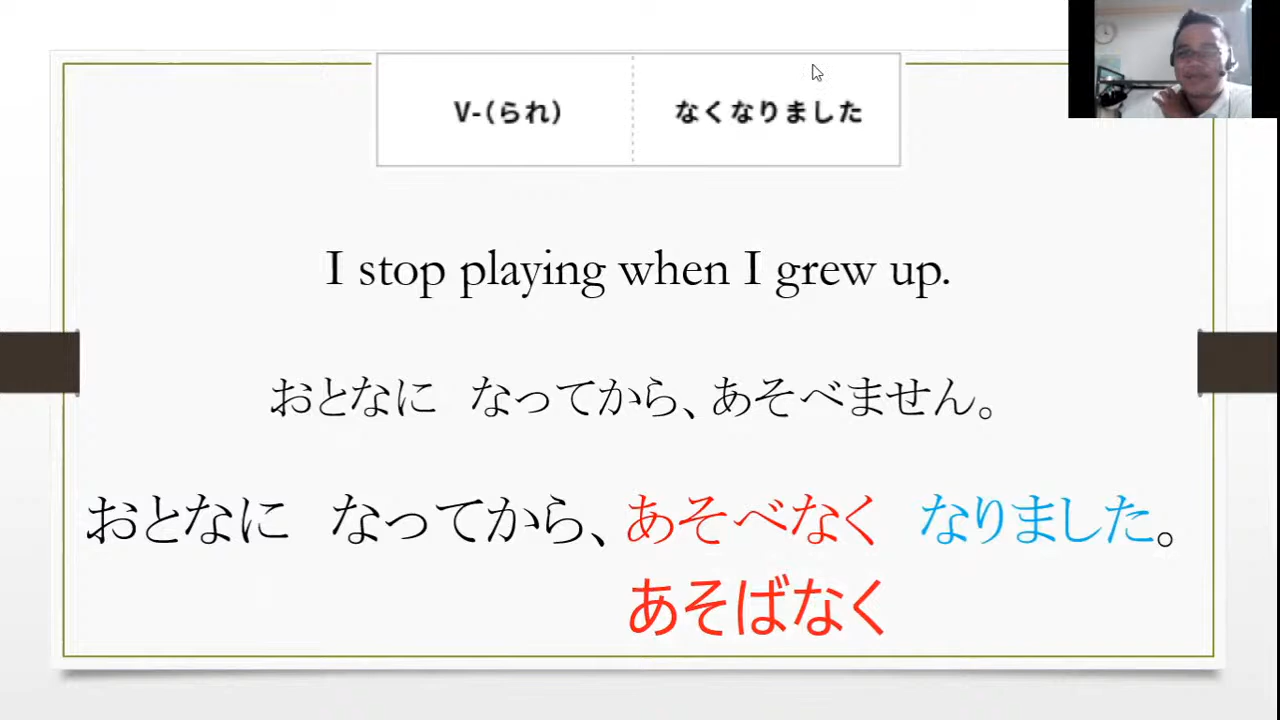 V-(られ) なくなりました
I stop playing when I grew up.
おとなに　なってから、あそべません。
おとなに　なってから、あそべなく　なりました。
あそばなく